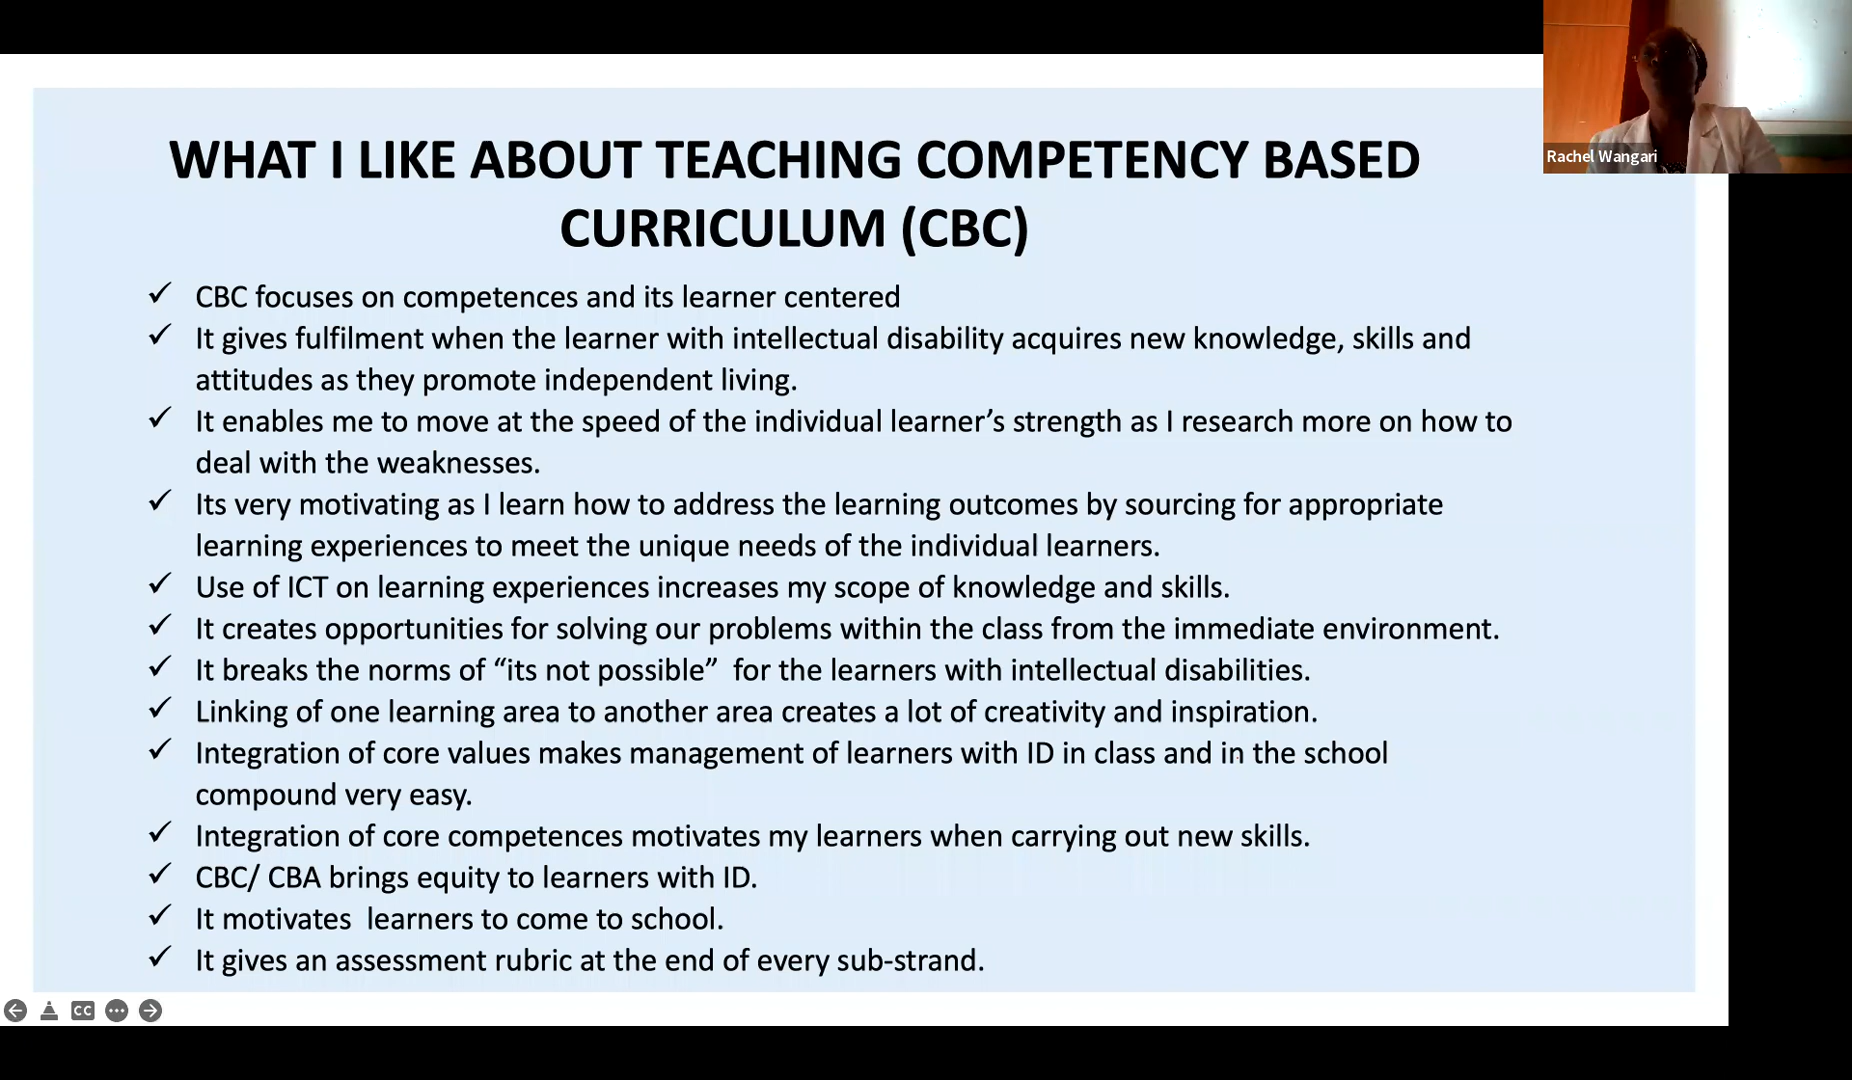 WHAT I LIKE ABOUT TEACHING COMPETENCY BASED
CURRICULUM (CBC)
Rachel Wangari
✓ CBC focuses on competences and its learner centered
✓ It gives fulfilment when the learner with intellectual disability acquires new knowledge, skills and
attitudes as they promote independent living.
✓ It enables me to move at the speed of the individual learner’s strength as I research more on how to
deal with the weaknesses.
✓ Its very motivating as I learn how to address the learning outcomes by sourcing for appropriate
learning experiences to meet the unique needs of the individual learners.
✓ Use of ICT on learning experiences increases my scope of knowledge and skills.
✓ It creates opportunities for solving our problems within the class from the immediate environment.
✓ It breaks the norms of “its not possible”  for the learners with intellectual disabilities.
✓ Linking of one learning area to another area creates a lot of creativity and inspiration.
✓ Integration of core values makes management of learners with ID in class and in the school
compound very easy.
✓ Integration of core competences motivates my learners when carrying out new skills.
✓ CBC/ CBA brings equity to learners with ID.
✓ It motivates  learners to come to school.
✓ It gives an assessment rubric at the end of every sub-strand.
CC